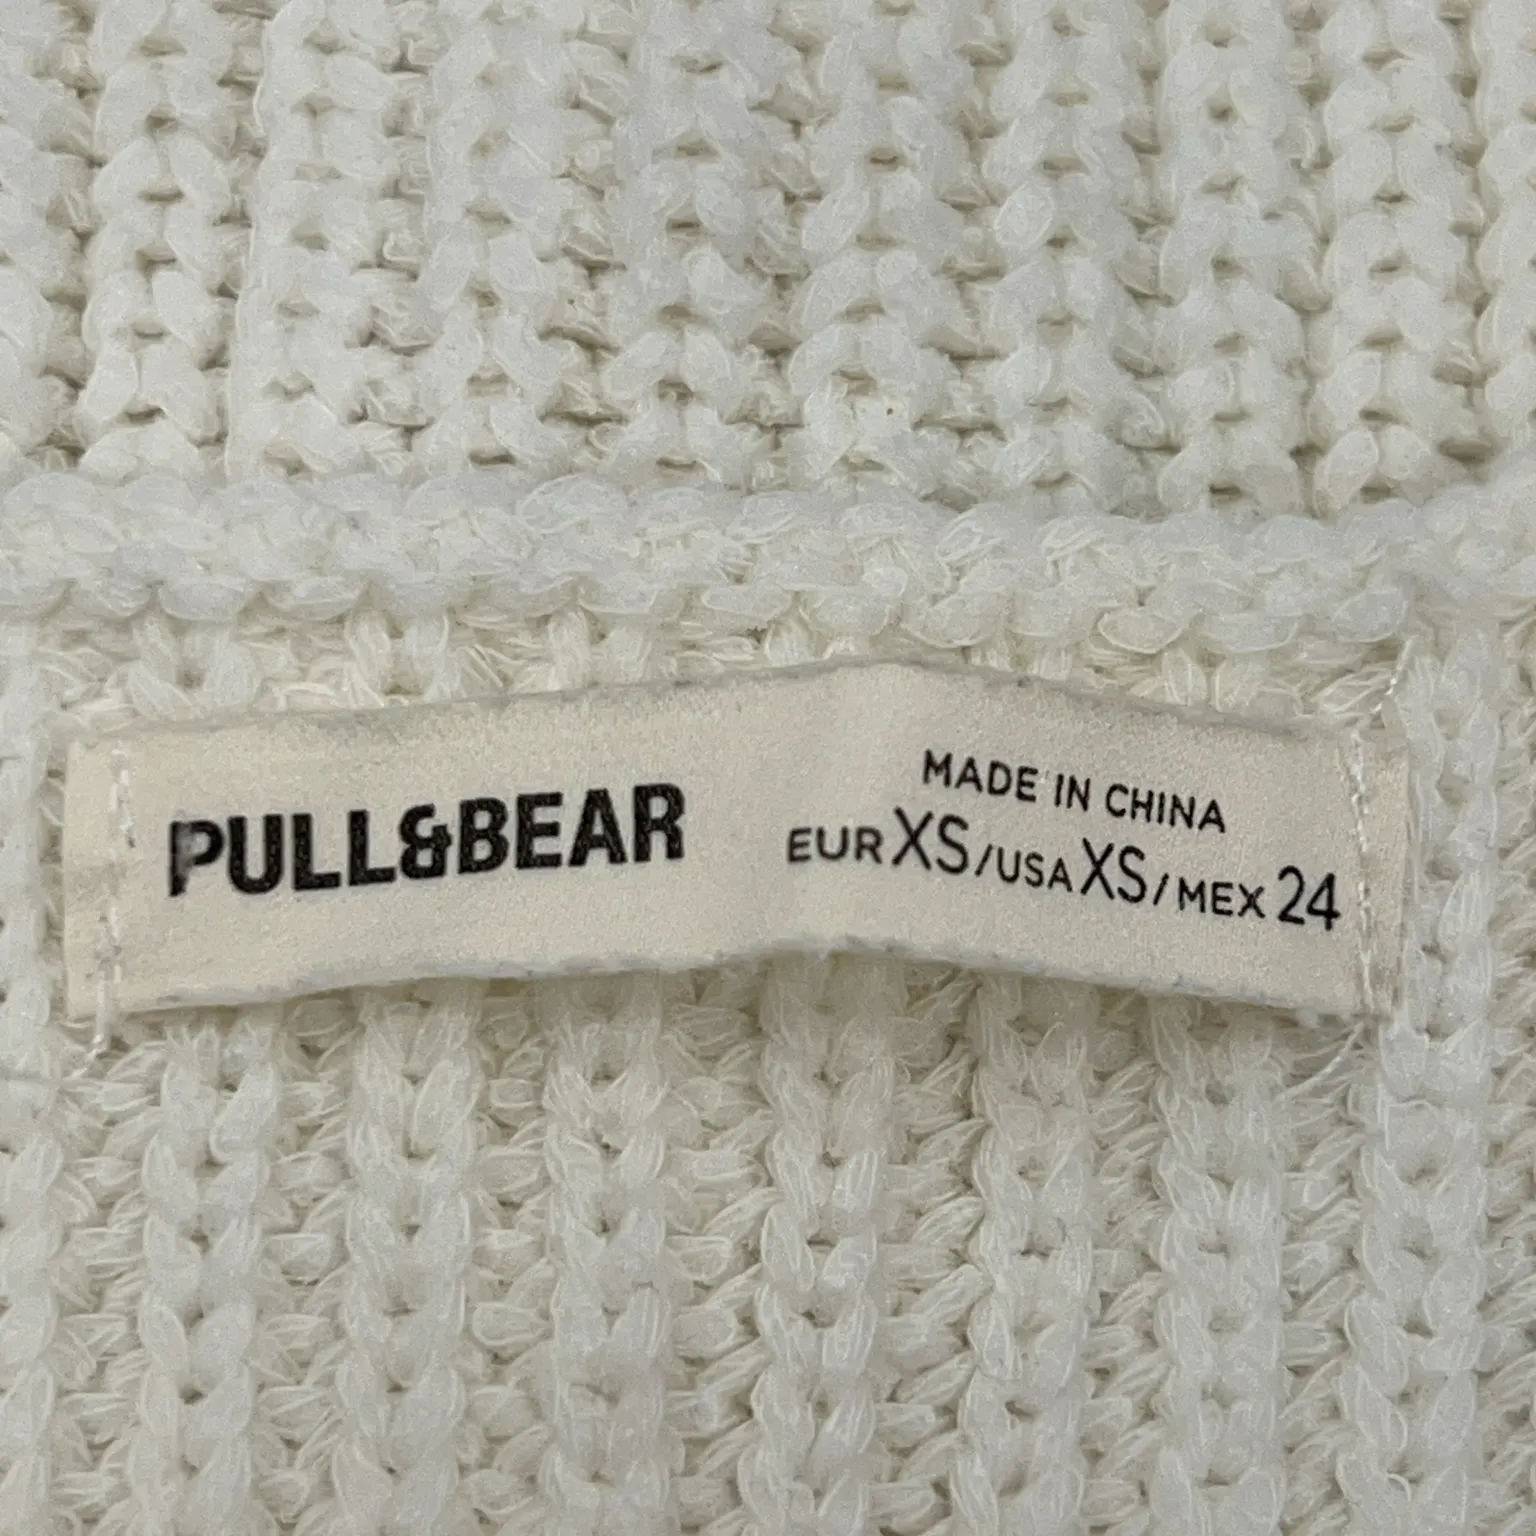 PULL&BEAR
MADE IN CHINA
EUR XS/USA XS/MEX 24